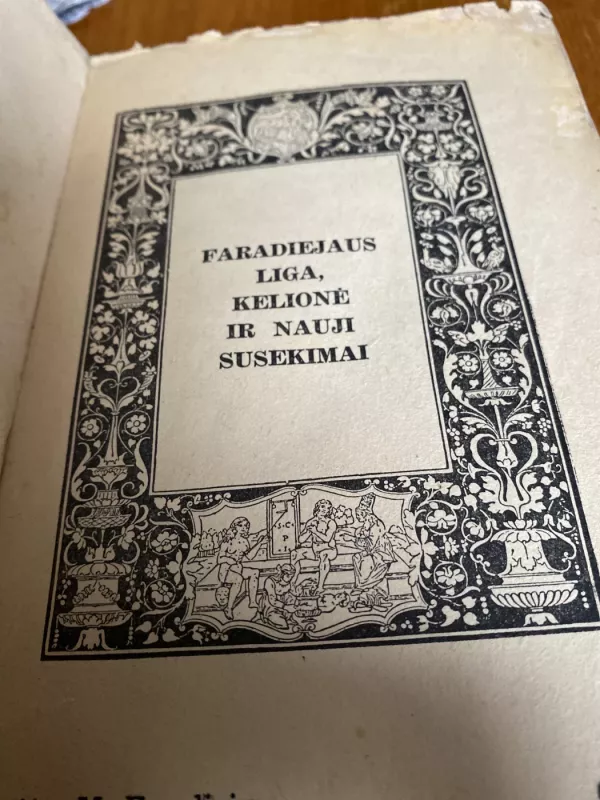 FARADIEJAUS
LIGA,
KELIONĖ
IR NAUJI
SUSEKIMAI
S·C·
P·